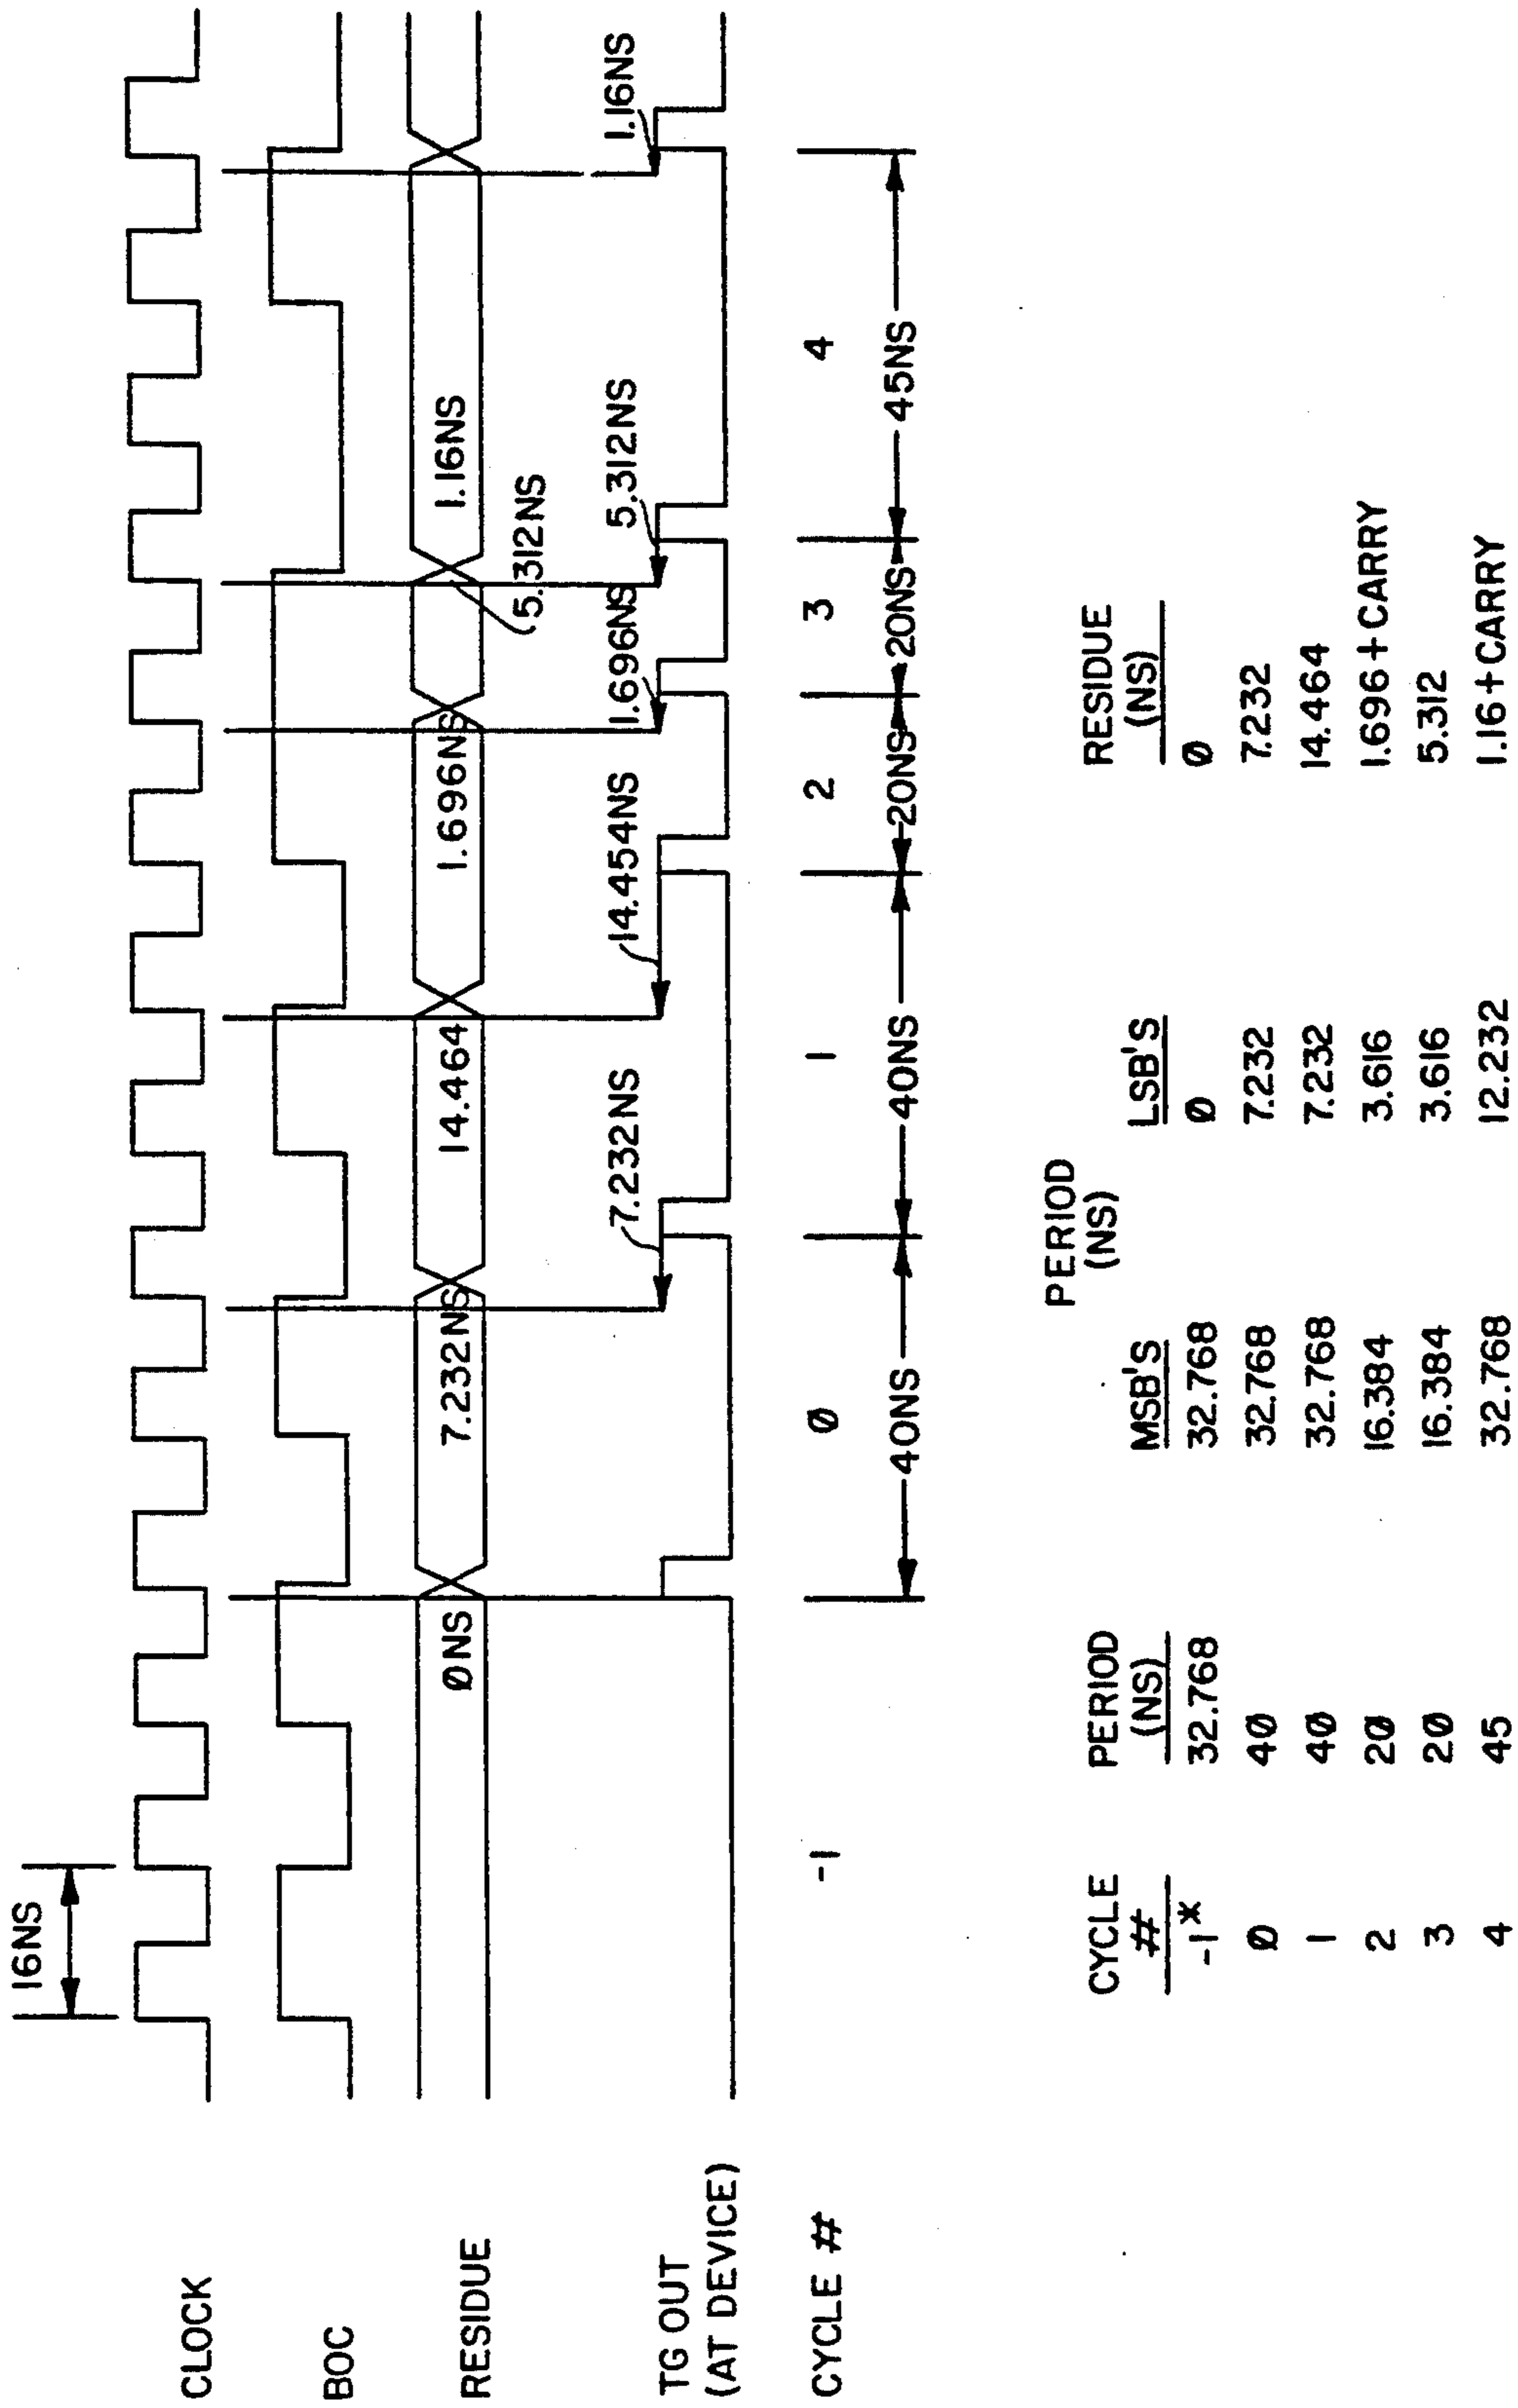 16NS
CLOCK
BOC
RESIDUE
ØNS
7.232NS
14.464
1.696NS
1.16NS
5.312NS
TG OUT
(AT DEVICE)
7.232NS
14.454NS
1.696NS
5.312NS
1.16NS
CYCLE #
-1
Ø
1
2
3
4
40NS
40NS
20NS
20NS
45NS
PERIOD
(NS)
CYCLE # PERIOD (NS) MSB'S LSB'S RESIDUE (NS)
-1* 32.768 32.768 Ø Ø
Ø 4Ø 32.768 7.232 7.232
1 4Ø 32.768 7.232 14.464
2 2Ø 16.384 3.616 1.696+CARRY
3 2Ø 16.384 3.616 5.312
4 45 32.768 12.232 1.16+CARRY